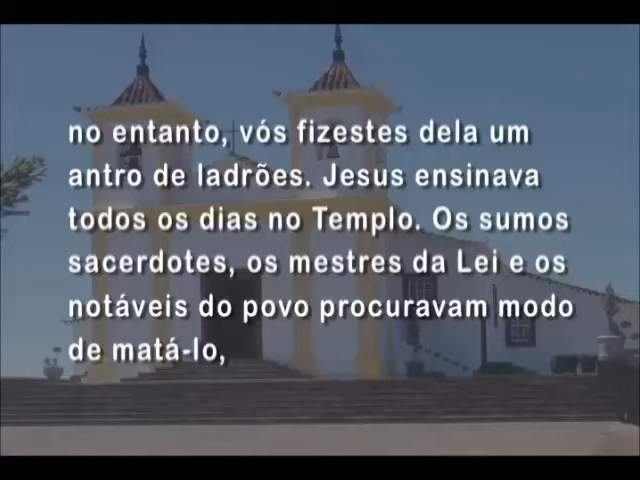 no entanto, vós fizestes dela um
antro de ladrões. Jesus ensinava
todos os dias no Templo. Os sumos
sacerdotes, os mestres da Lei e os
notáveis do povo procuravam modo
de matá-lo,